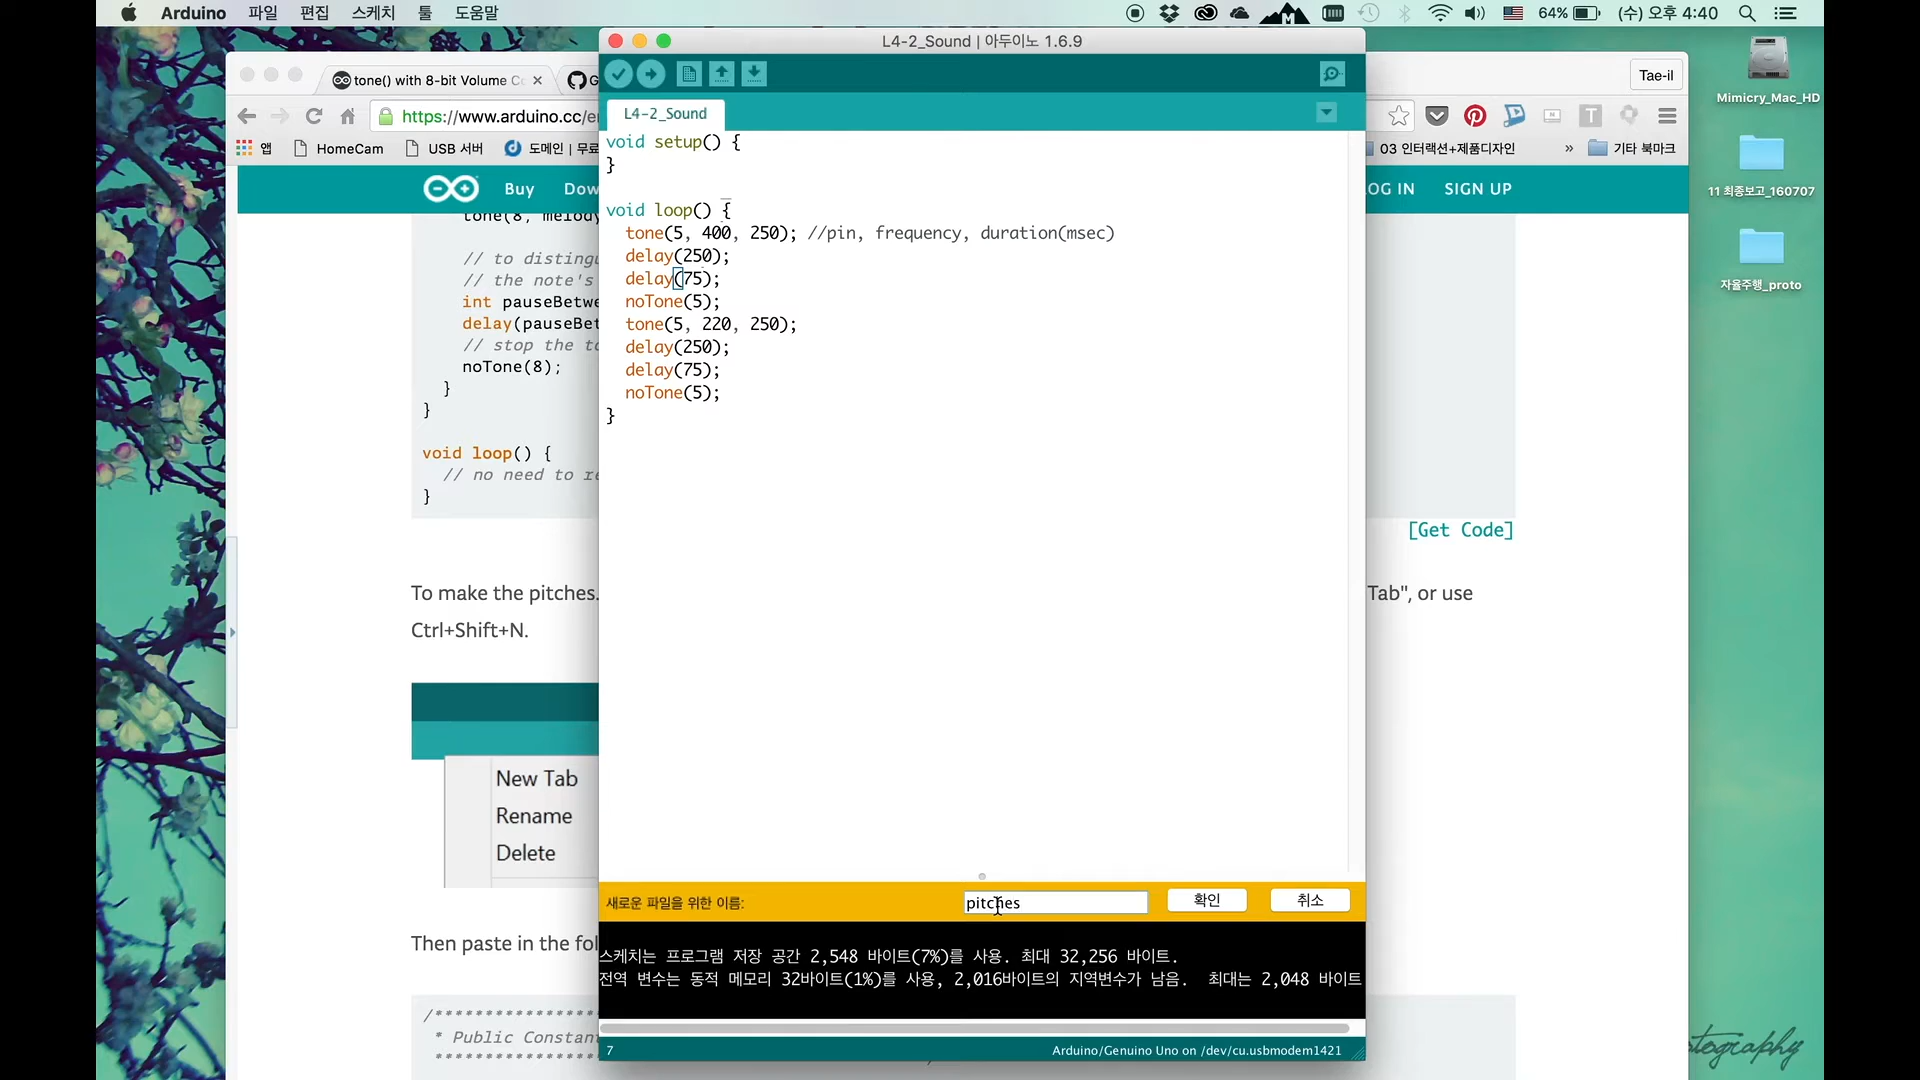 Arduino 파일 편집 스케치 툴 도움말
64% (수) 오후 4:40
L4-2_Sound | 아두이노 1.6.9
tone() with 8-bit Volume Co
G
Tae-il
https://www.arduino.cc/e
앱 HomeCam USB 서버 도메인 | 무료
03 인터랙션+제품디자인 » 기타 북마크
Buy Dow
OG IN SIGN UP
L4-2_Sound
void setup() {
}
void loop() {
tone(5, 400, 250); //pin, frequency, duration(msec)
delay(250);
delay(75);
noTone(5);
tone(5, 220, 250);
delay(250);
delay(75);
noTone(5);
}
tone(8, melody
// to distingu
// the note's
int pauseBetwe
delay(pauseBet
// stop the to
noTone(8);
}
}
void loop() {
// no need to re
}
[Get Code]
To make the pitches.
Tab", or use
Ctrl+Shift+N.
New Tab
Rename
Delete
Then paste in the fol
/*****************
* Public Constan
새로운 파일을 위한 이름:
pitches
확인
취소
스케치는 프로그램 저장 공간 2,548 바이트(7%)를 사용. 최대 32,256 바이트.
전역 변수는 동적 메모리 32바이트(1%)를 사용, 2,016바이트의 지역변수가 남음. 최대는 2,048 바이트
7
Arduino/Genuino Uno on /dev/cu.usbmodem1421
Mimicry_Mac_HD
11 최종보고_160707
자율주행_proto
tography